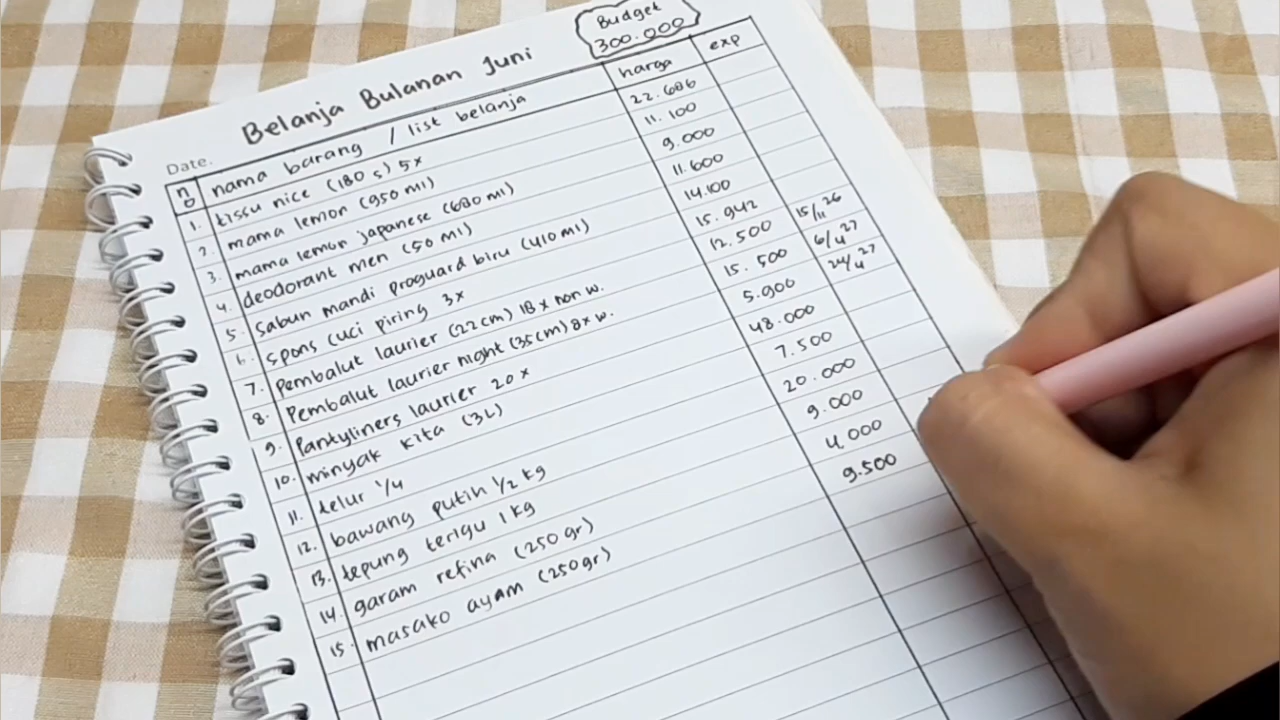 Budget
300.000
Belanja Bulanan Juni
Date.
no nama barang / list belanja harga exp
1. tissu nice (180 s) 5x 22.686
2. mama lemon (950 ml) 11.100
3. mama lemon japanese (680 ml) 9.000
4. deodorant men (50 ml) 11.600
5. sabun mandi proguard biru (410 ml) 14.100
6. spons cuci piring 3x 15.942
7. Pembalut laurier (22cm) 18x non w. 12.500 15/11 26
8. Pembalut laurier night (35cm) 8x w. 15.500 6/4 27
9. Pantyliners laurier 20x 5.900 24/4 27
10. minyak kita (3L) 48.000
11. telur 1/4 7.500
12. bawang putih 1/2 kg 20.000
13. tepung terigu 1 kg 9.000
14. garam refina (250 gr) 4.000
15. masako ayam (250gr) 9.500